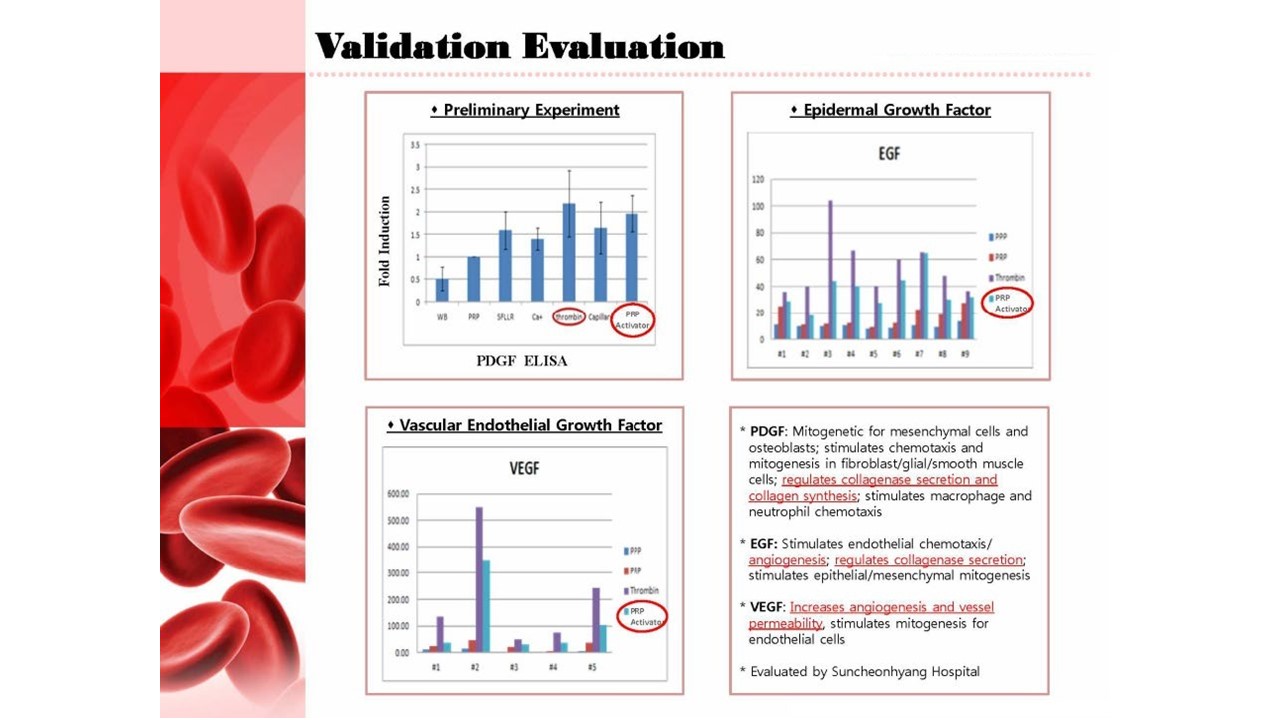 Validation Evaluation
♦ Preliminary Experiment
3.5
3
2.5
2
1.5
1
0.5
0
Fold Induction
WB PRP SFLLR Ca+ thrombin Capillar PRP Activator
PDGF ELISA
♦ Epidermal Growth Factor
EGF
120
100
80
60
40
20
0
#1 #2 #3 #4 #5 #6 #7 #8 #9
PPP
PRP
Thrombin
PRP
Activator
♦ Vascular Endothelial Growth Factor
VEGF
600.00
500.00
400.00
300.00
200.00
100.00
0.00
#1 #2 #3 #4 #5
PPP
PRP
Thrombin
PRP
Activator
* PDGF: Mitogenetic for mesenchymal cells and
osteoblasts; stimulates chemotaxis and
mitogenesis in fibroblast/glial/smooth muscle
cells; regulates collagenase secretion and
collagen synthesis; stimulates macrophage and
neutrophil chemotaxis
* EGF: Stimulates endothelial chemotaxis/
angiogenesis; regulates collagenase secretion;
stimulates epithelial/mesenchymal mitogenesis
* VEGF: Increases angiogenesis and vessel
permeability, stimulates mitogenesis for
endothelial cells
* Evaluated by Suncheonhyang Hospital